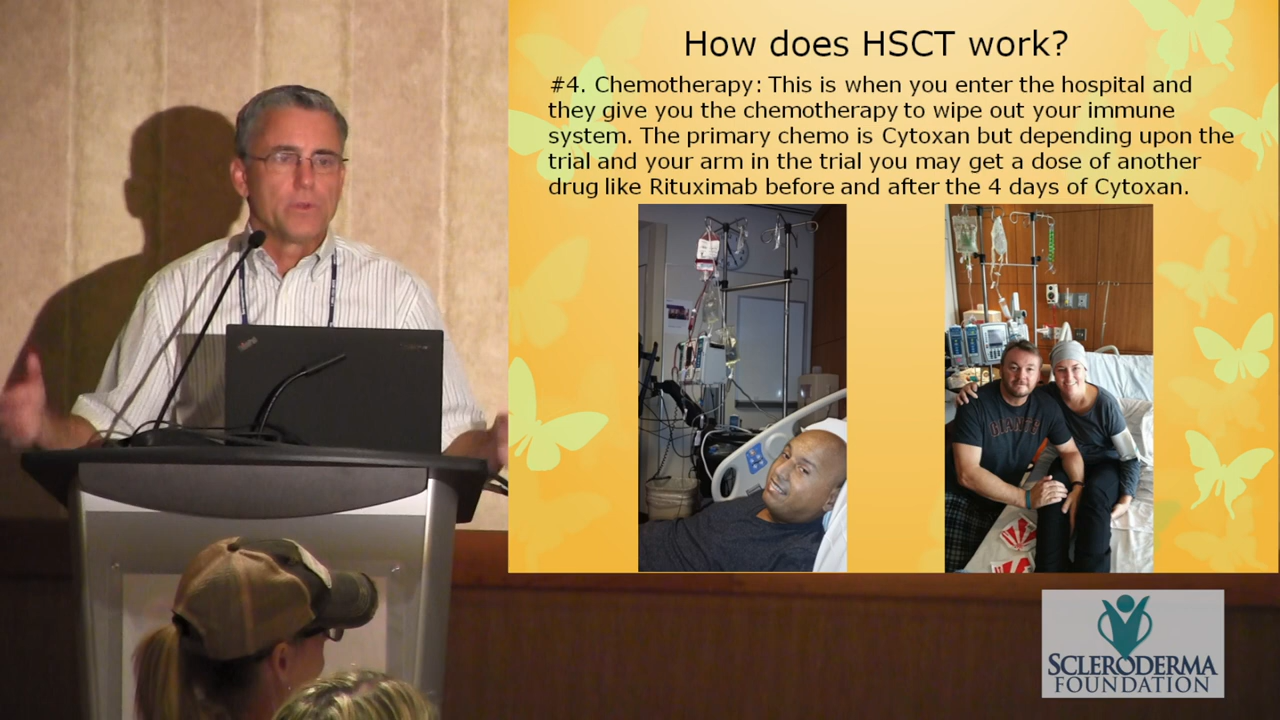 How does HSCT work?
#4. Chemotherapy: This is when you enter the hospital and
they give you the chemotherapy to wipe out your immune
system. The primary chemo is Cytoxan but depending upon the
trial and your arm in the trial you may get a dose of another
drug like Rituximab before and after the 4 days of Cytoxan.
GIANTS
SCLERODERMA
FOUNDATION